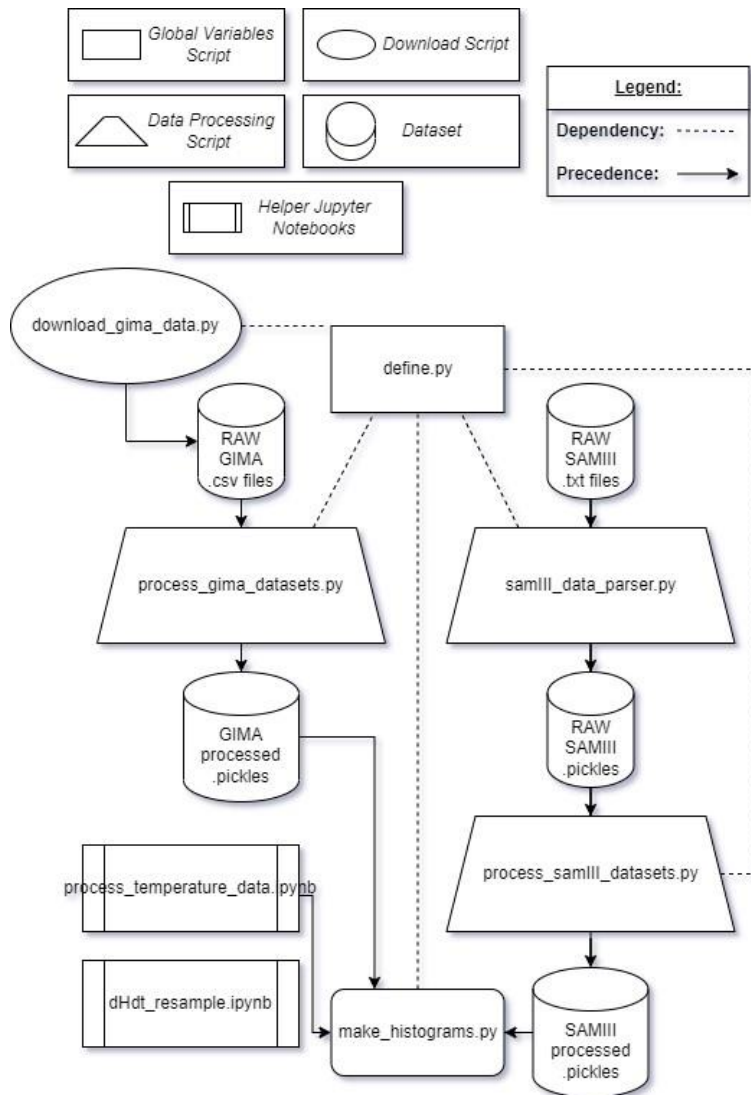 Global Variables
Script
Download Script
Data Processing
Script
Dataset
Helper Jupyter
Notebooks
Legend:
Dependency:
Precedence:
download_gima_data.py
define.py
RAW
GIMA
.csv files
RAW
SAMIII
.txt files
process_gima_datasets.py
samIII_data_parser.py
GIMA
processed
.pickles
RAW
SAMIII
.pickles
process_temperature_data.ipynb
process_samIII_datasets.py
dHdt_resample.ipynb
make_histograms.py
SAMIII
processed
.pickles